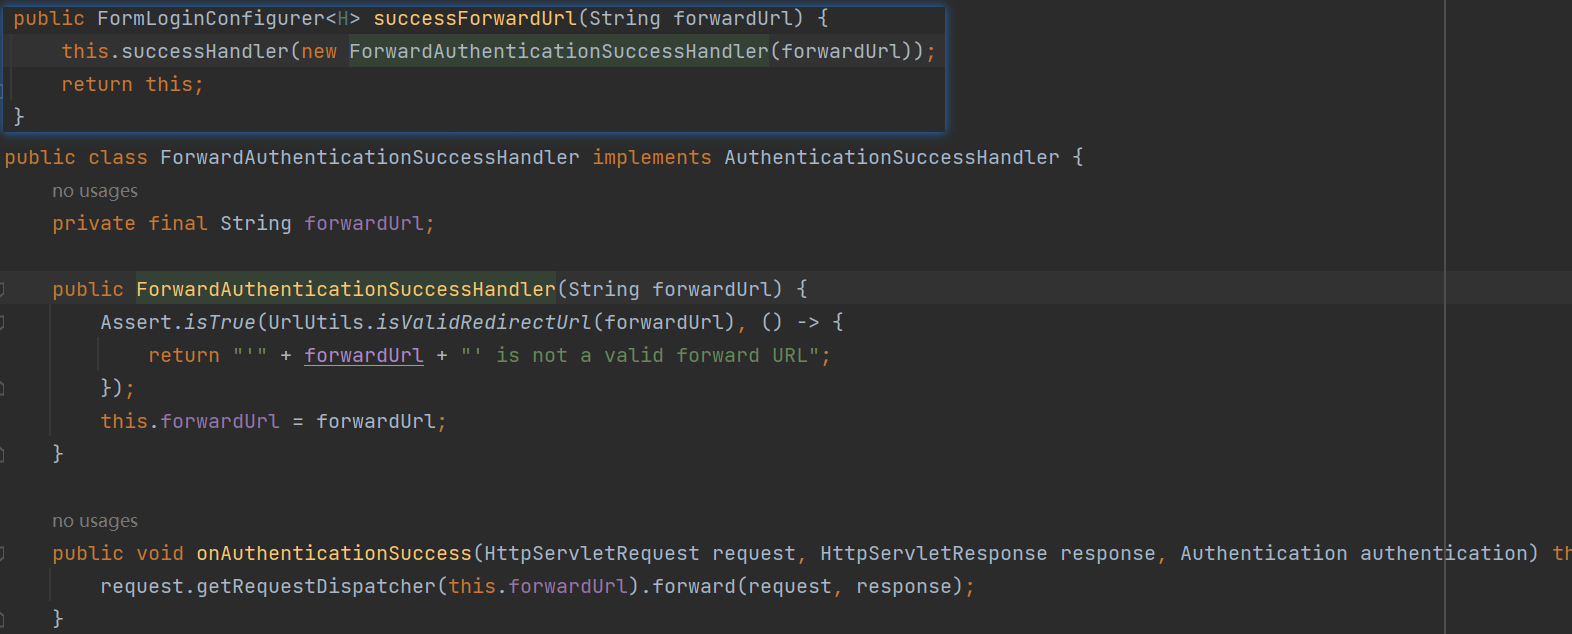 public FormLoginConfigurer<H> successForwardUrl(String forwardUrl) {
    this.successHandler(new ForwardAuthenticationSuccessHandler(forwardUrl));
    return this;
}
public class ForwardAuthenticationSuccessHandler implements AuthenticationSuccessHandler {
    no usages
    private final String forwardUrl;
    public ForwardAuthenticationSuccessHandler(String forwardUrl) {
        Assert.isTrue(UrlUtils.isValidRedirectUrl(forwardUrl), () -> {
            return "'" + forwardUrl + "' is not a valid forward URL";
        });
        this.forwardUrl = forwardUrl;
    }
    no usages
    public void onAuthenticationSuccess(HttpServletRequest request, HttpServletResponse response, Authentication authentication) th
        request.getRequestDispatcher(this.forwardUrl).forward(request, response);
    }